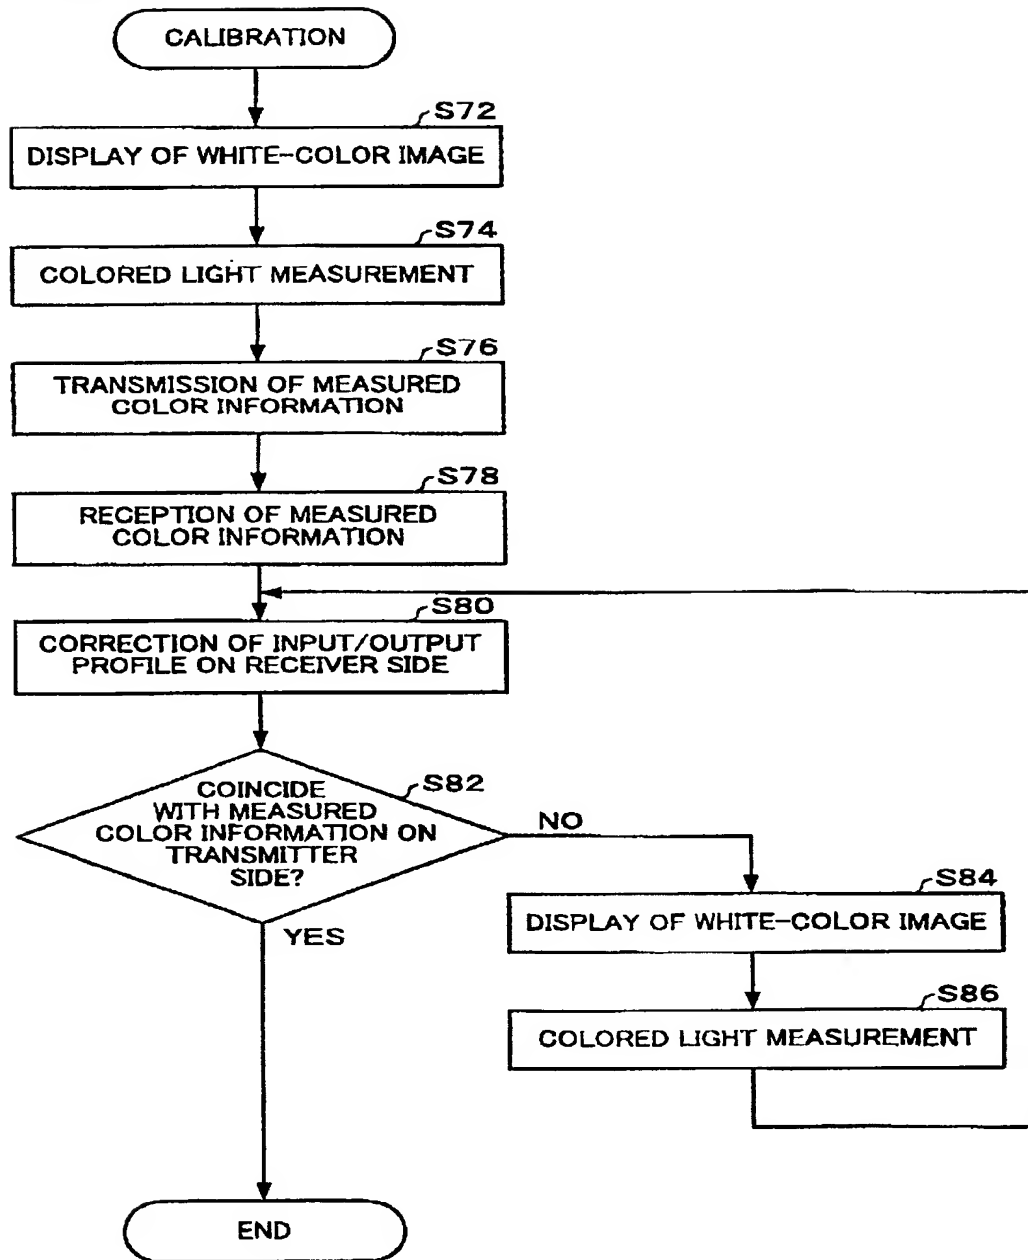 CALIBRATION
S72
DISPLAY OF WHITE-COLOR IMAGE
S74
COLORED LIGHT MEASUREMENT
S76
TRANSMISSION OF MEASURED
COLOR INFORMATION
S78
RECEPTION OF MEASURED
COLOR INFORMATION
S80
CORRECTION OF INPUT/OUTPUT
PROFILE ON RECEIVER SIDE
S82
COINCIDE
WITH MEASURED
COLOR INFORMATION ON
TRANSMITTER
SIDE?
NO
YES
S84
DISPLAY OF WHITE-COLOR IMAGE
S86
COLORED LIGHT MEASUREMENT
END